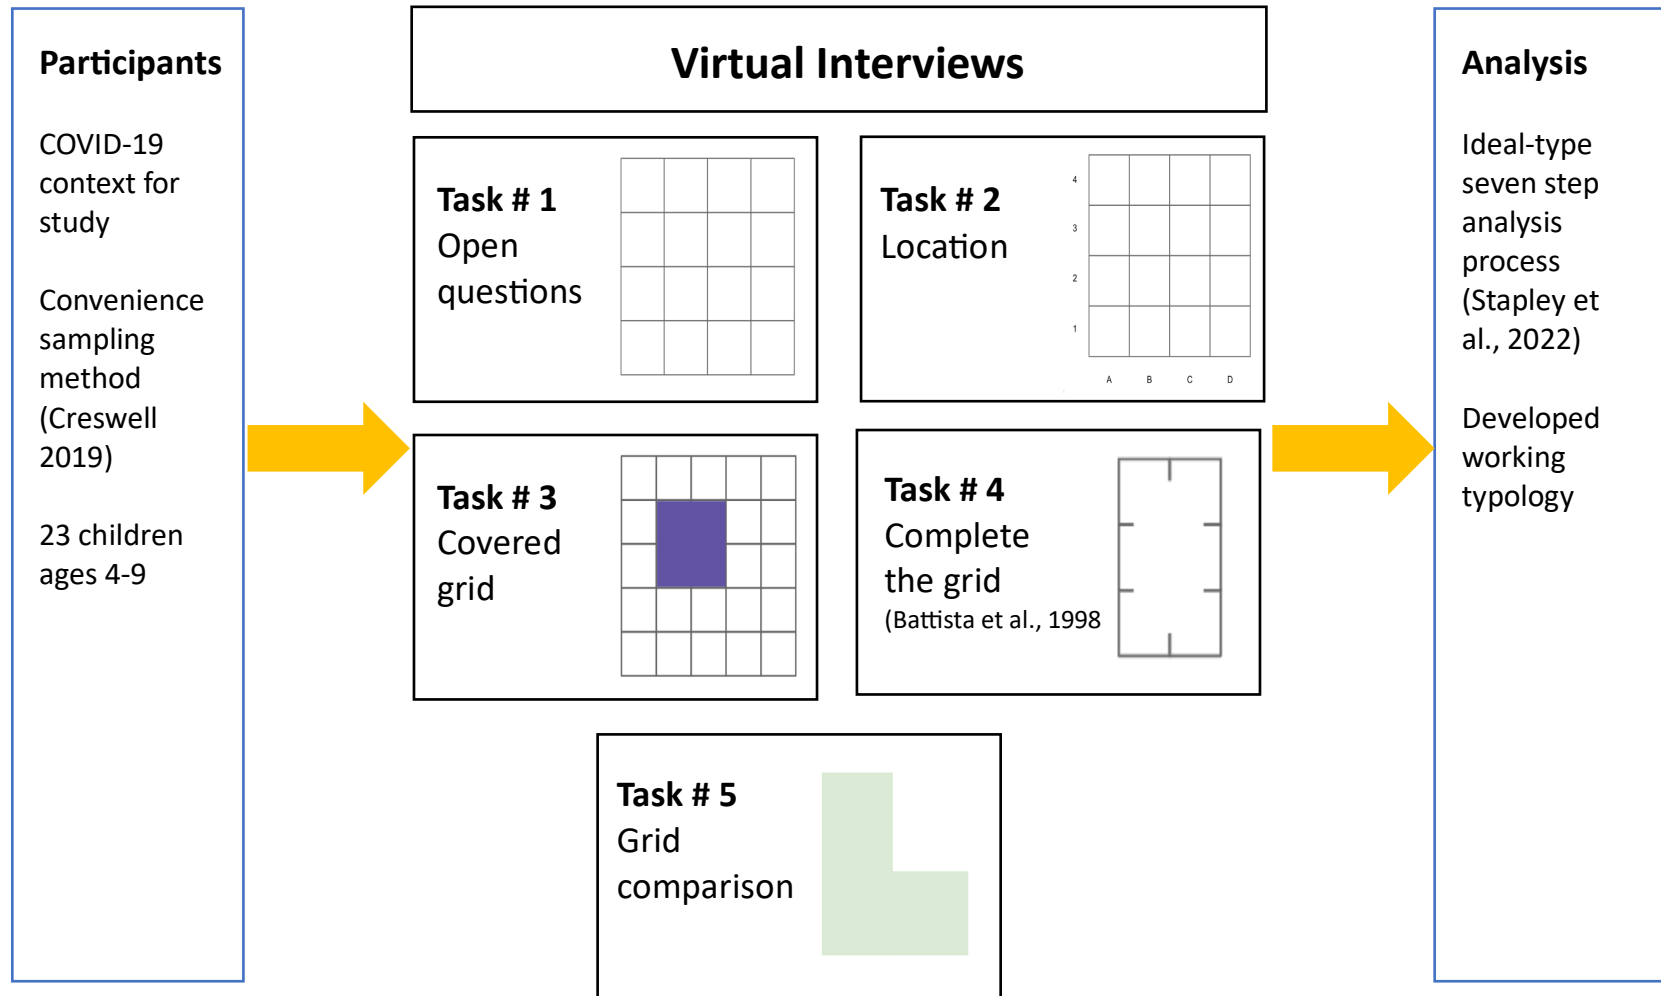 Participants
COVID-19
context for
study
Convenience
sampling
method
(Creswell
2019)
23 children
ages 4-9
Virtual Interviews
Task # 1
Open
questions
Task # 2
Location
4
3
2
1
A B C D
Task # 3
Covered
grid
Task # 4
Complete
the grid
(Battista et al., 1998
Task # 5
Grid
comparison
Analysis
Ideal-type
seven step
analysis
process
(Stapley et
al., 2022)
Developed
working
typology